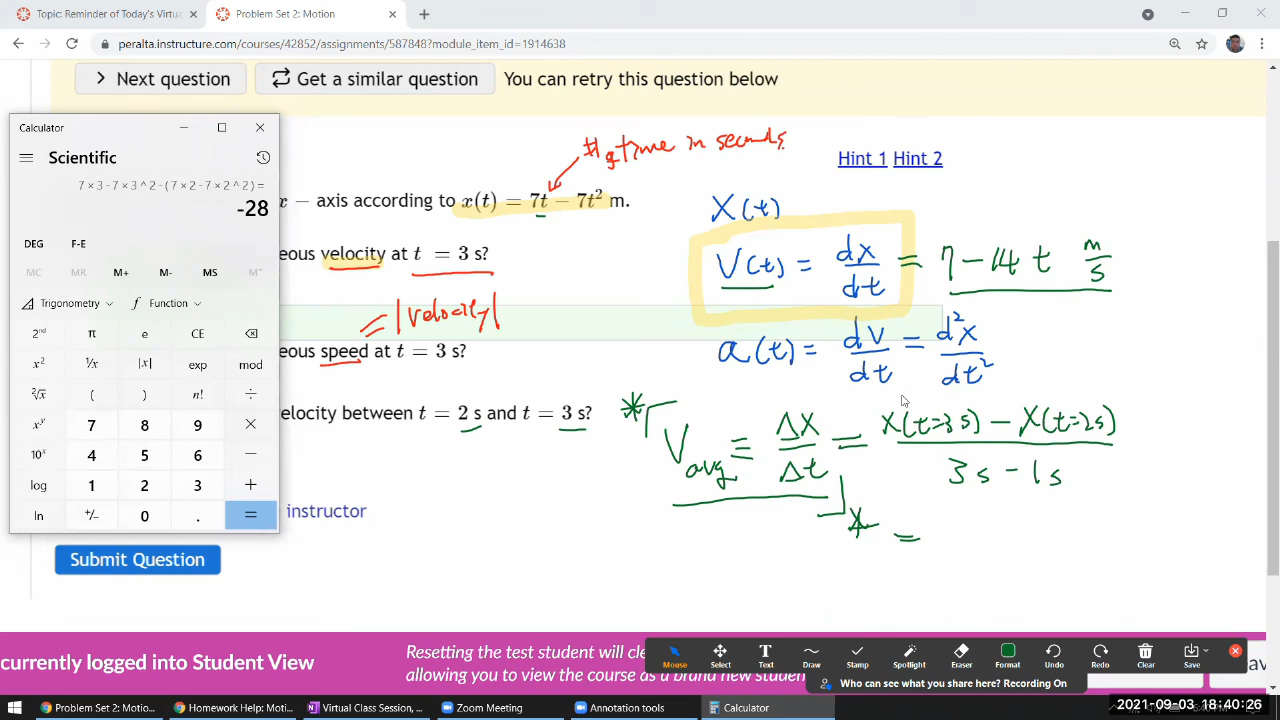 Topic: Reminder of Today's Virtua
Problem Set 2: Motion
peralta.instructure.com/courses/42852/assignments/587848?module_item_id=1914638
Next question
Get a similar question
You can retry this question below
Calculator
Scientific
7 × 3 - 7 × 3 ^ 2 - (7 × 2 - 7 × 2 ^ 2) =
-28
DEG F-E
MC MR M+ M- MS M˅
Trigonometry Function
2ⁿᵈ π e CE
x² ¹/x |x| exp mod
²√x ( ) n! ÷
xʸ 7 8 9 ×
10ˣ 4 5 6 −
log 1 2 3 +
ln +/− 0 . =
# of time in seconds.
x − axis according to x(t) = 7t − 7t² m.
eous velocity at t = 3 s?
= |velocity|
eous speed at t = 3 s?
elocity between t = 2 s and t = 3 s?
instructor
Submit Question
Hint 1 Hint 2
X(t)
V(t) = dx/dt = 7 − 14 t m/s
a(t) = dv/dt = d²x/dt²
* Vavg ≡ Δx/Δt = x(t=3s) − x(t=2s)
3s − 1s
* =
currently logged into Student View
Resetting the test student will cle
allowing you to view the course as a brand new studen
Mouse Select Text Draw Stamp Spotlight Eraser Format Undo Redo Clear Save
Who can see what you share here? Recording On
Problem Set 2: Motio...
Homework Help: Mot...
Virtual Class Session, ...
Zoom Meeting
Annotation tools
Calculator
2021-09-03 18:40:26